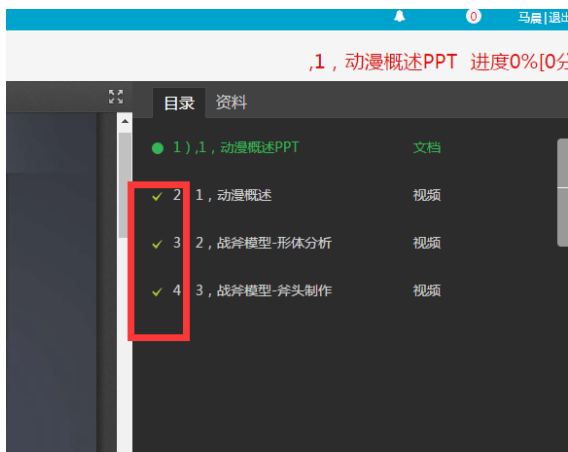 0 马晨|退出
,1，动漫概述PPT 进度0%[0分
目录 资料
1 ) ,1，动漫概述PPT 文档
2 1，动漫概述 视频
3 2，战斧模型-形体分析 视频
4 3，战斧模型-斧头制作 视频